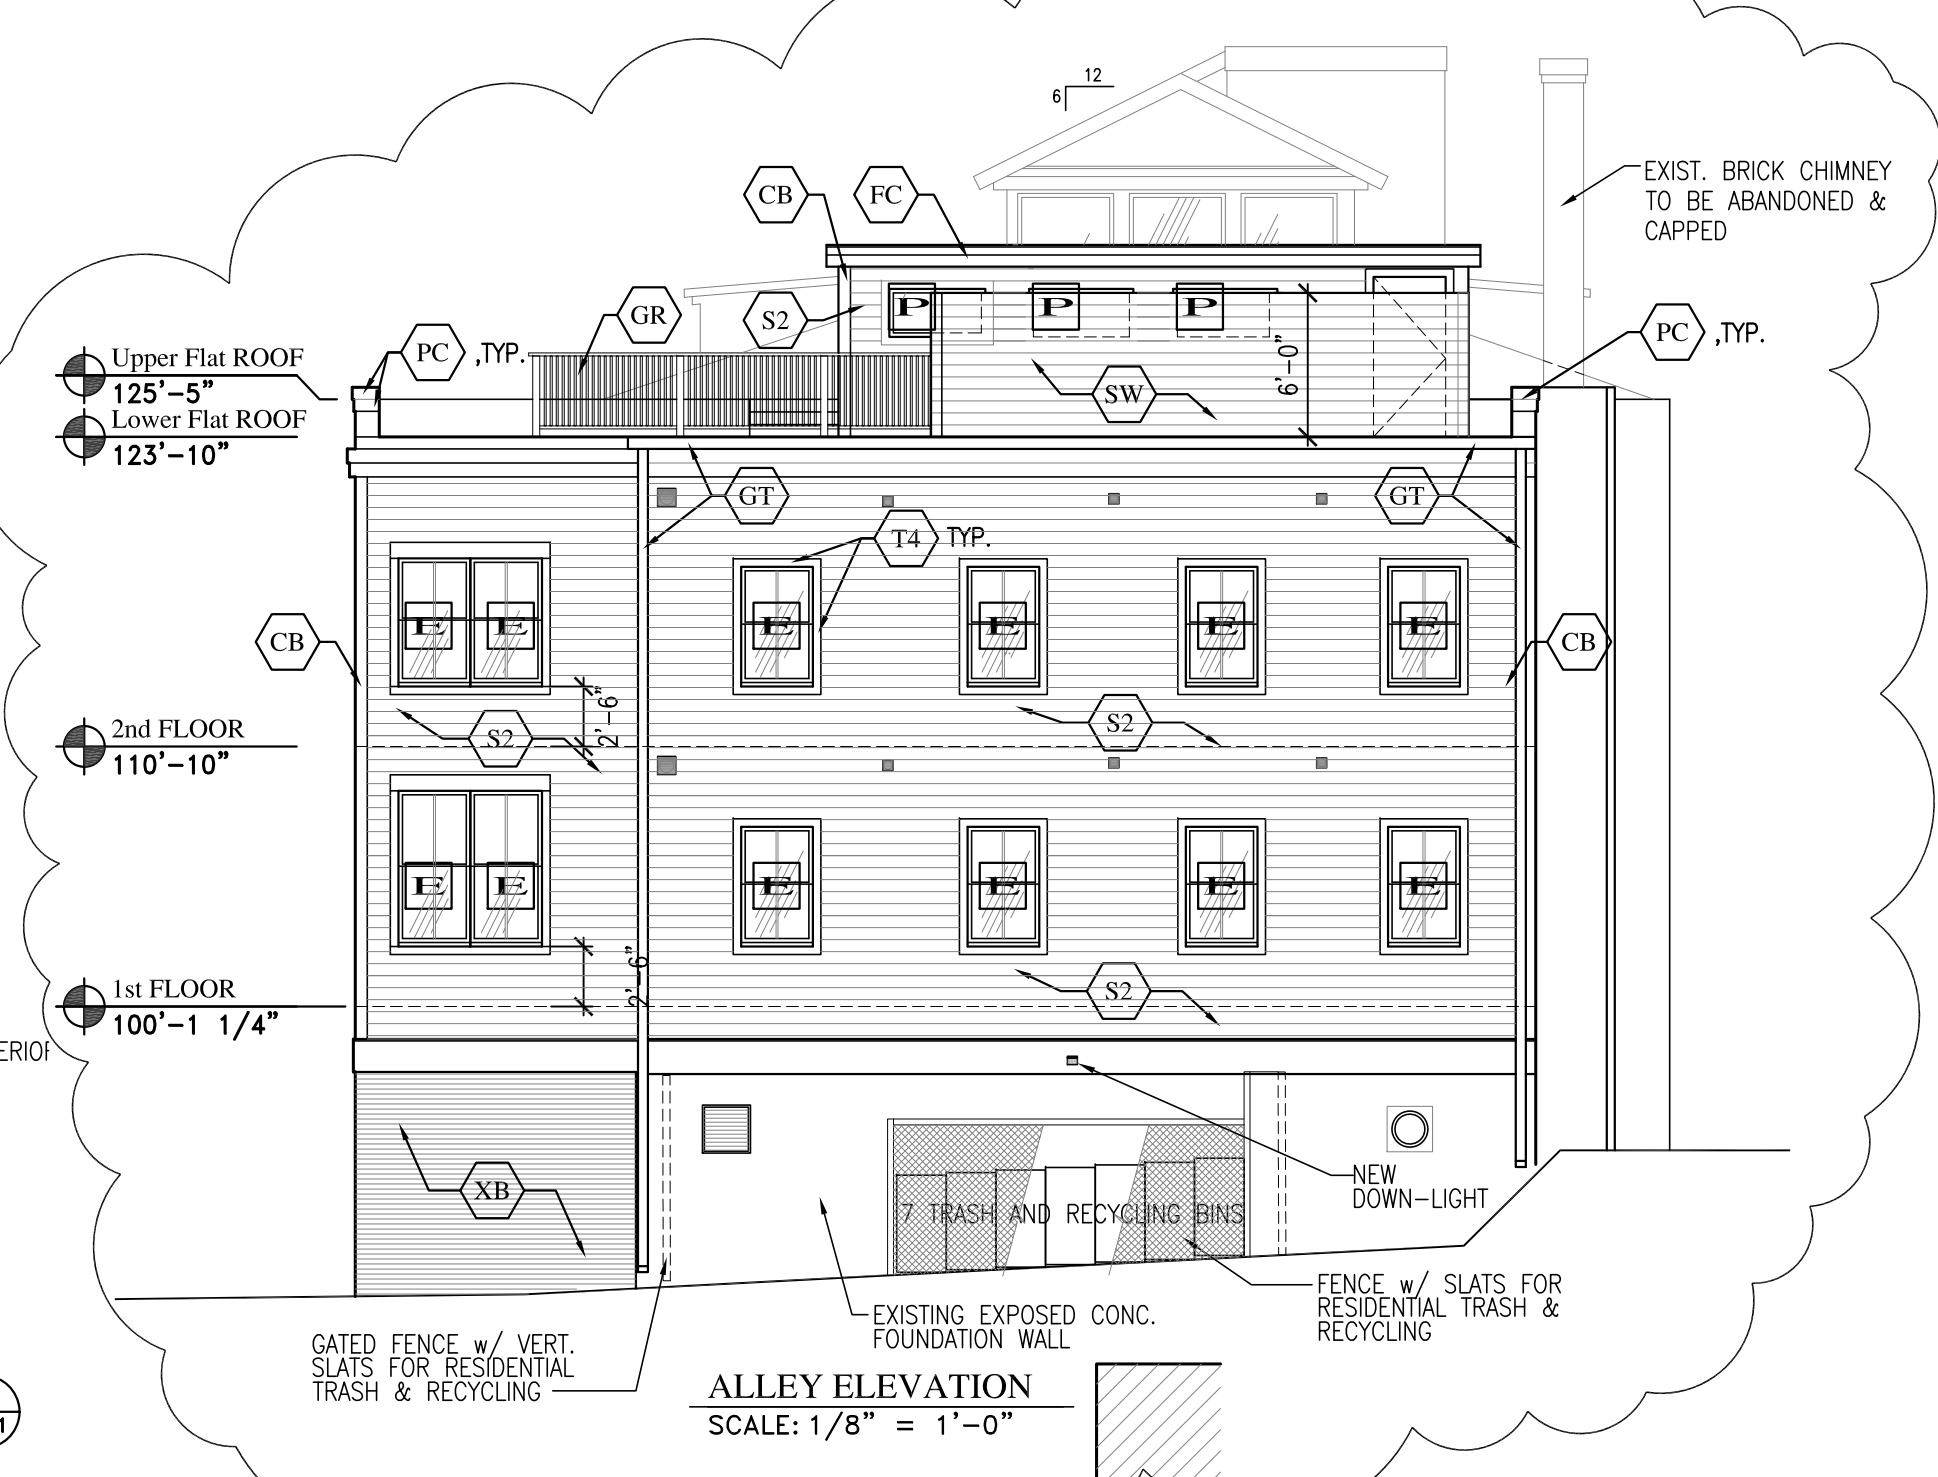 12
6
EXIST. BRICK CHIMNEY
TO BE ABANDONED &
CAPPED
CB
FC
GR
S2
P
P
P
PC ,TYP.
PC ,TYP.
6'-0"
SW
Upper Flat ROOF
125'-5"
Lower Flat ROOF
123'-10"
GT
GT
T4 TYP.
E
E
E
E
E
E
CB
CB
2'-6"
S2
S2
2nd FLOOR
110'-10"
E
E
E
E
E
E
2'-6"
S2
1st FLOOR
100'-1 1/4"
XB
NEW
DOWN-LIGHT
7 TRASH AND RECYCLING BINS
FENCE w/ SLATS FOR
RESIDENTIAL TRASH &
RECYCLING
EXISTING EXPOSED CONC.
FOUNDATION WALL
GATED FENCE w/ VERT.
SLATS FOR RESIDENTIAL
TRASH & RECYCLING
ALLEY ELEVATION
SCALE: 1/8" = 1'-0"
1